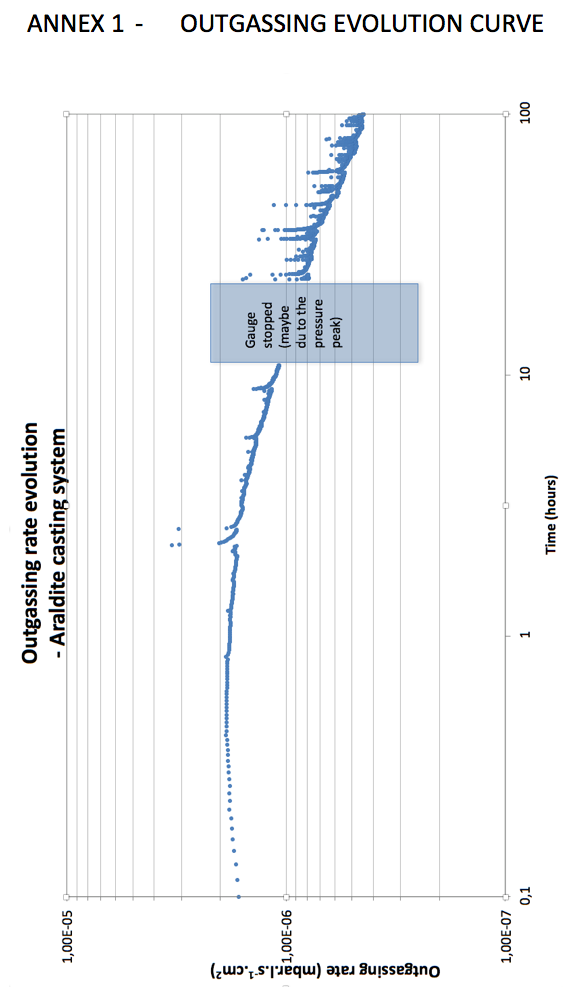 ANNEX 1 - OUTGASSING EVOLUTION CURVE
Outgassing rate evolution
- Araldite casting system
1,00E-05
1,00E-06
1,00E-07
Outgassing rate (mbar.l.s⁻¹.cm²)
Gauge
stopped
(maybe
du to the
pressure
peak)
0,1
1
10
100
Time (hours)